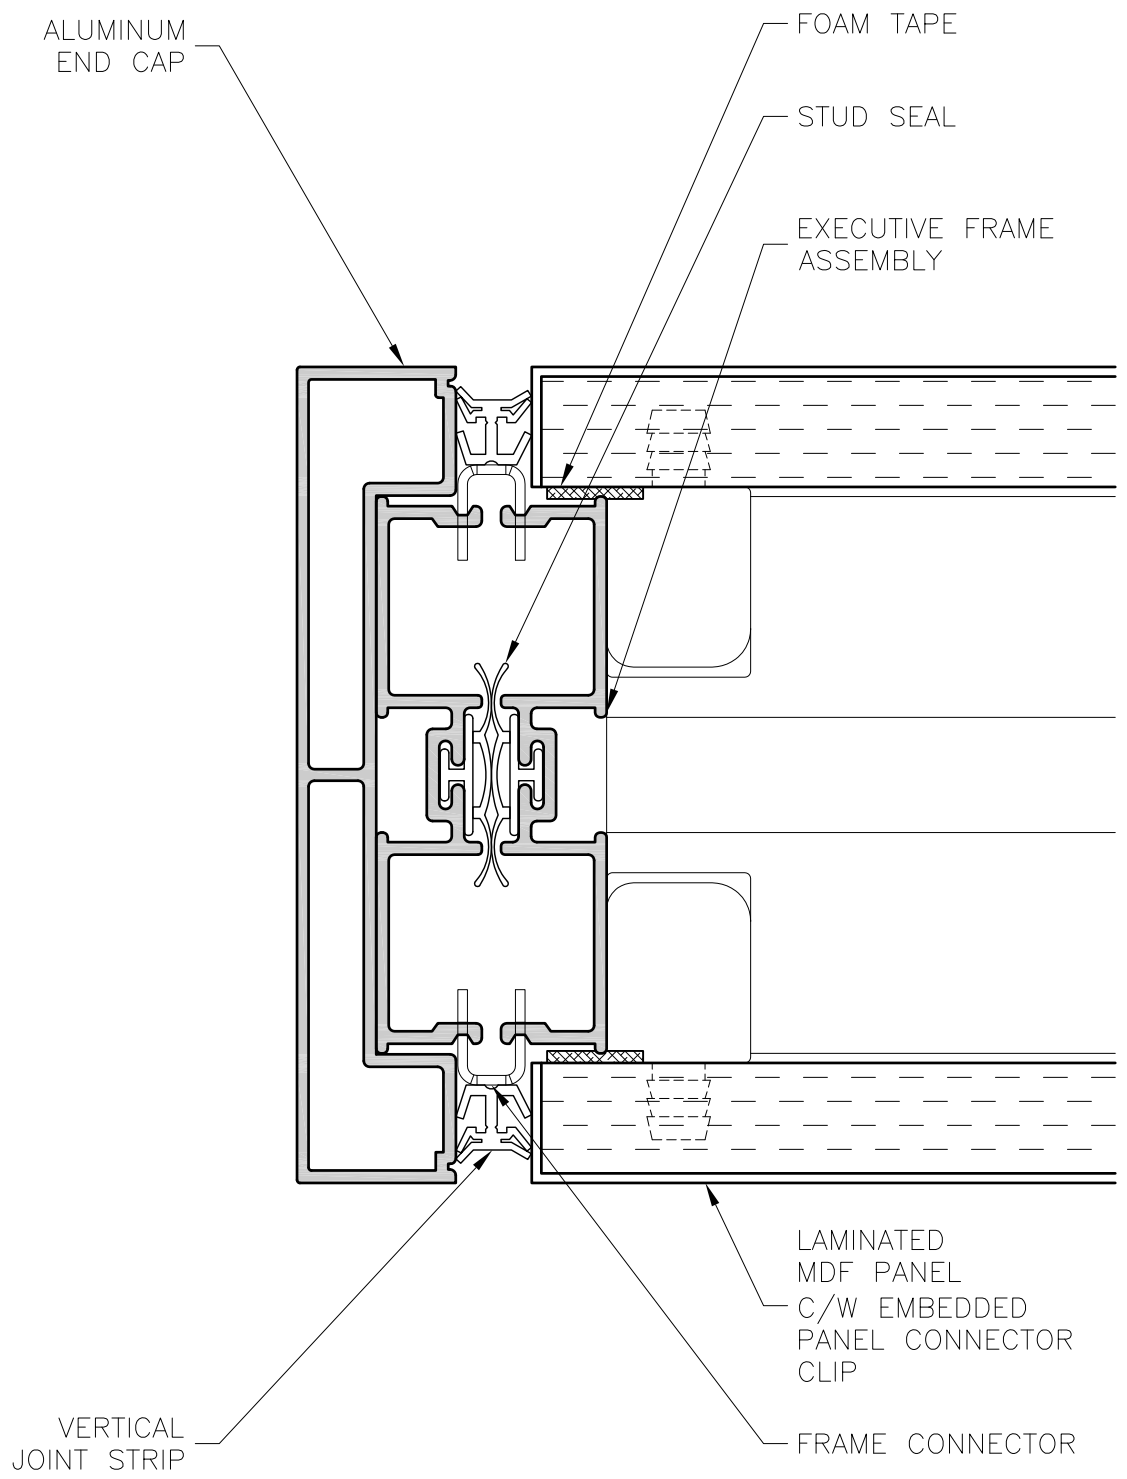 ALUMINUM
END CAP
FOAM TAPE
STUD SEAL
EXECUTIVE FRAME
ASSEMBLY
LAMINATED
MDF PANEL
C/W EMBEDDED
PANEL CONNECTOR
CLIP
VERTICAL
JOINT STRIP
FRAME CONNECTOR